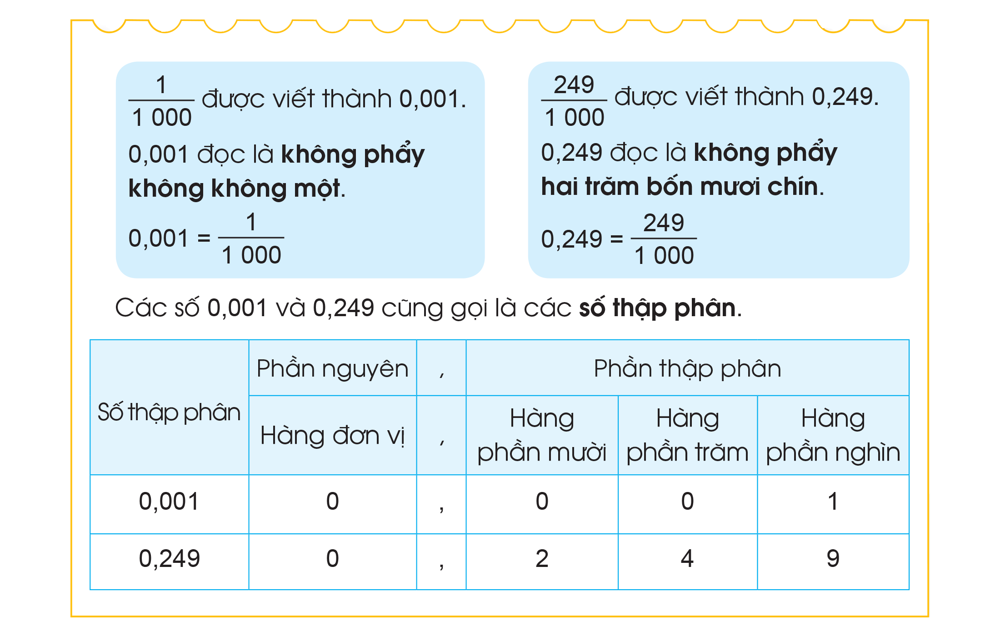 1/1 000 được viết thành 0,001.
0,001 đọc là không phẩy
không không một.
0,001 = 1/1 000
249/1 000 được viết thành 0,249.
0,249 đọc là không phẩy
hai trăm bốn mươi chín.
0,249 = 249/1 000
Các số 0,001 và 0,249 cũng gọi là các số thập phân.
Số thập phân
Phần nguyên , Phần thập phân
Hàng đơn vị , Hàng phần mười Hàng phần trăm Hàng phần nghìn
0,001 0 , 0 0 1
0,249 0 , 2 4 9